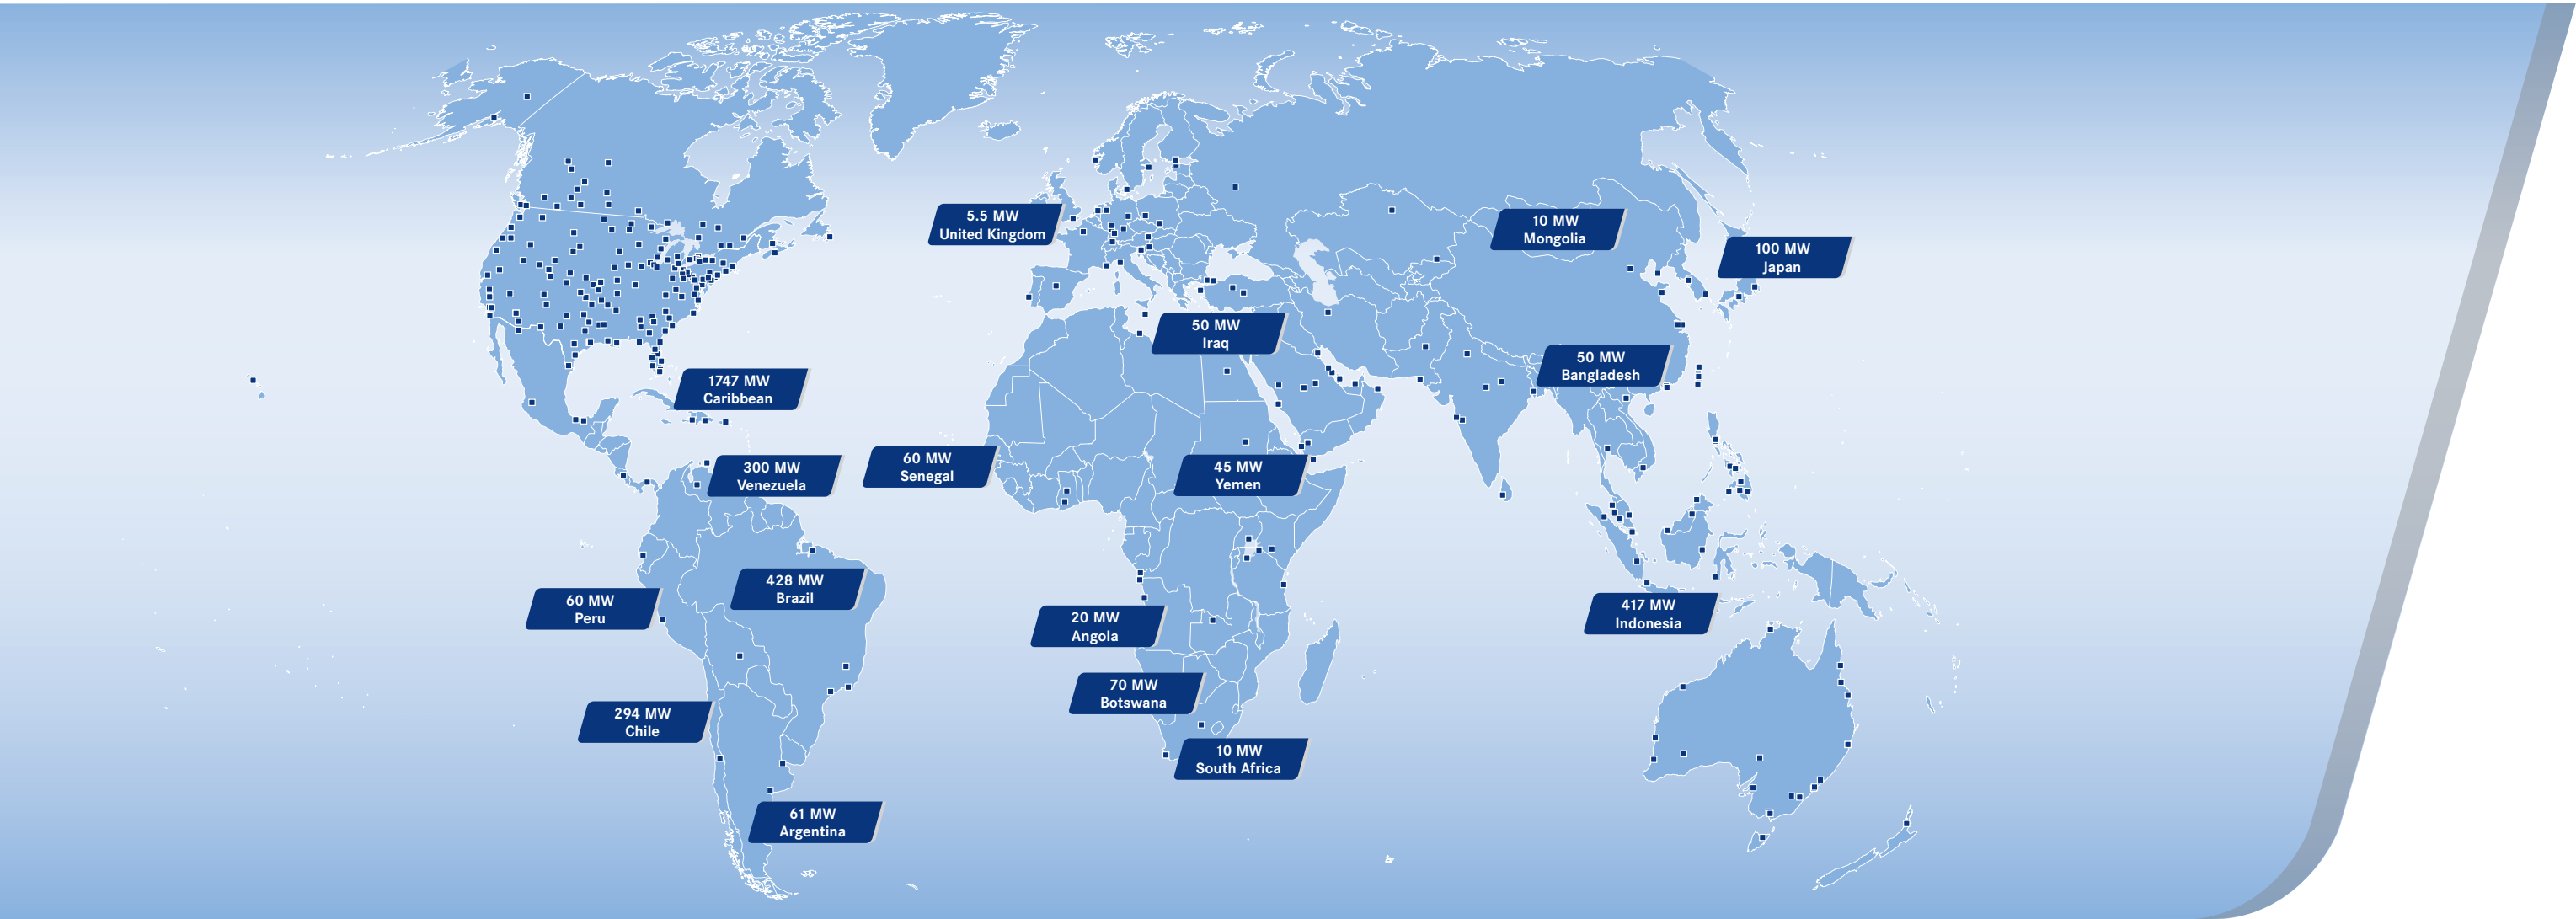 5.5 MW
United Kingdom
10 MW
Mongolia
100 MW
Japan
50 MW
Iraq
50 MW
Bangladesh
1747 MW
Caribbean
300 MW
Venezuela
60 MW
Senegal
45 MW
Yemen
428 MW
Brazil
60 MW
Peru
20 MW
Angola
417 MW
Indonesia
70 MW
Botswana
294 MW
Chile
10 MW
South Africa
61 MW
Argentina